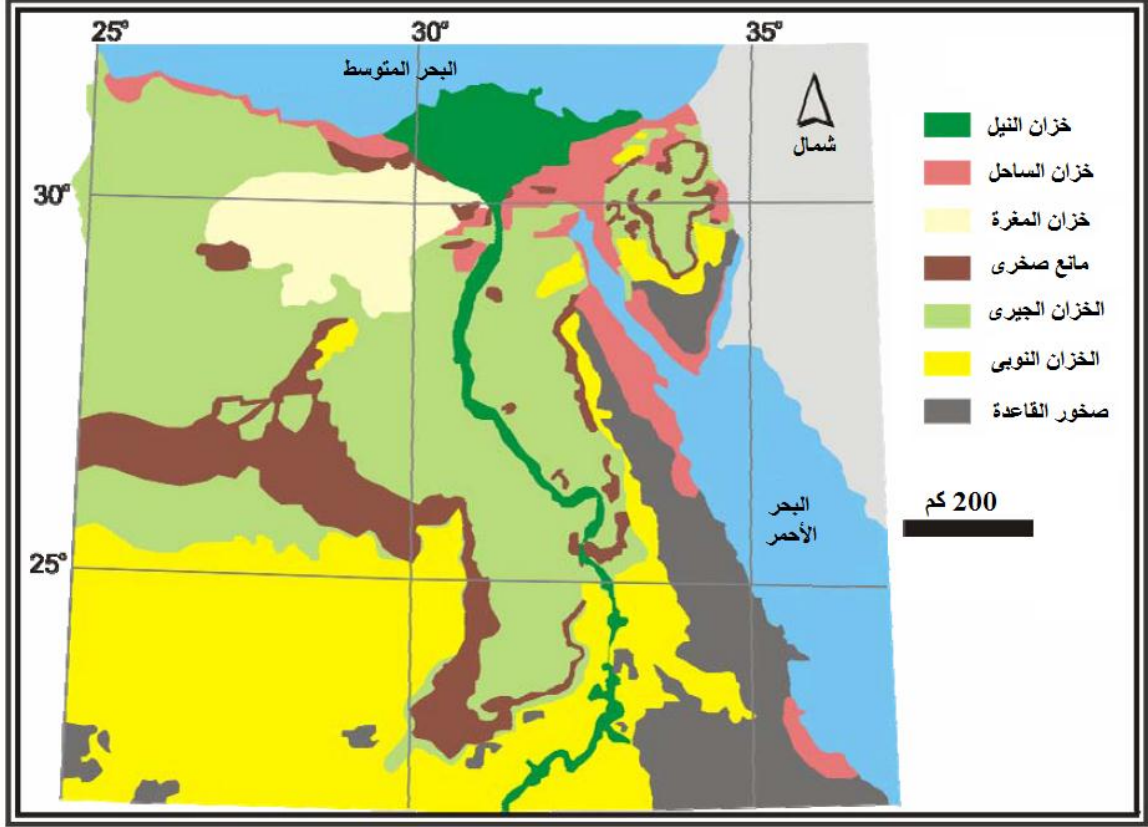 25°
30°
35°
البحر المتوسط
شمال
30°
25°
البحر
الأحمر
خزان النيل
خزان الساحل
خزان المغرة
مانع صخرى
الخزان الجيرى
الخزان النوبى
صخور القاعدة
200 كم